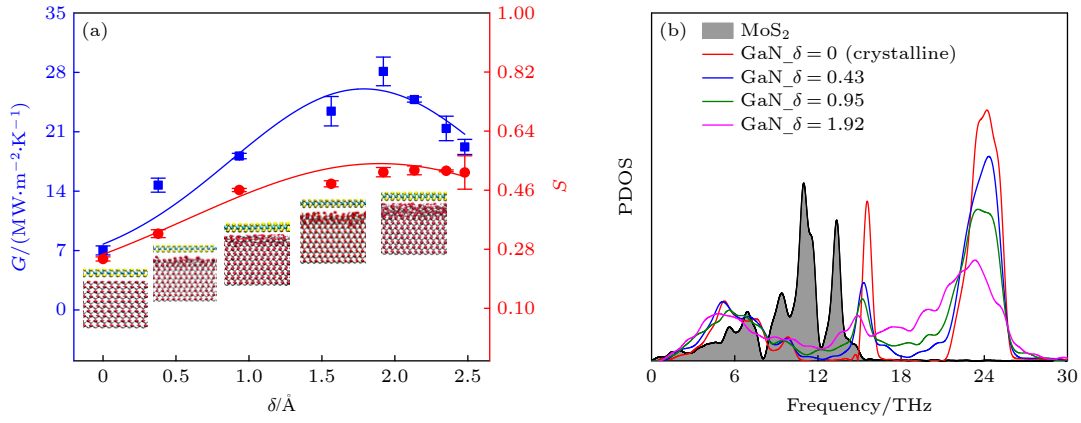 (a)
G/(MW·m⁻²·K⁻¹)
35
28
21
14
7
0
1.00
0.82
0.64
0.46
0.28
0.10
S
0
0.5
1.0
1.5
2.0
2.5
δ/Å
(b)
MoS₂
GaN_δ = 0 (crystalline)
GaN_δ = 0.43
GaN_δ = 0.95
GaN_δ = 1.92
PDOS
0
6
12
18
24
30
Frequency/THz